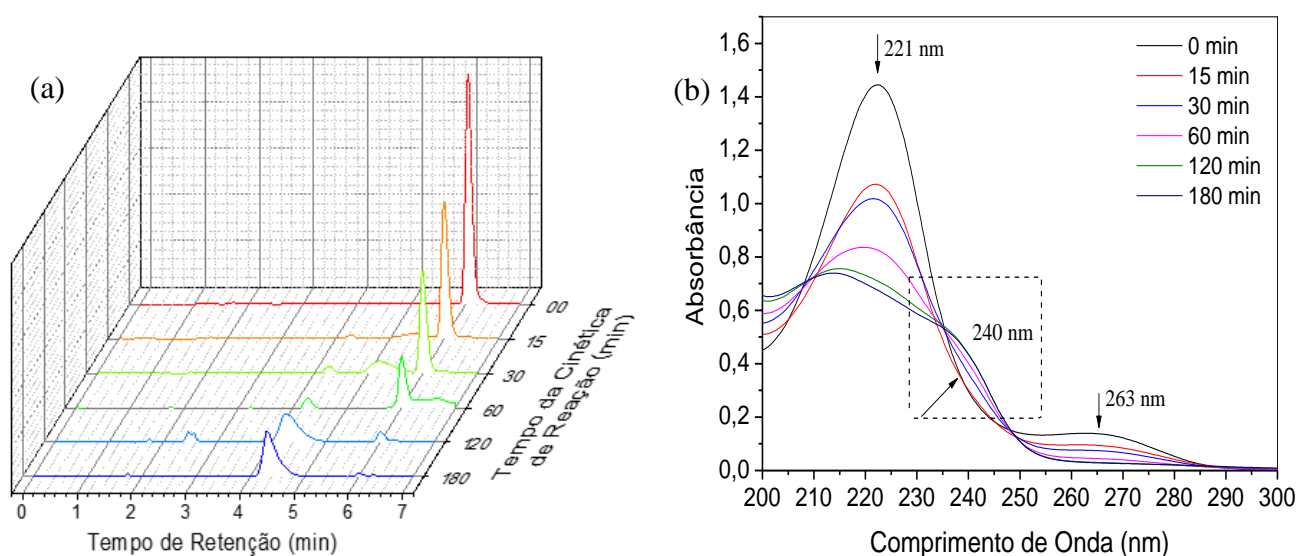 (a)
00
15
30
60
120
180
Tempo da Cinética
de Reação (min)
0 1 2 3 4 5 6 7
Tempo de Retenção (min)
(b)
221 nm
0 min
15 min
30 min
60 min
120 min
180 min
240 nm
263 nm
1,8
1,6
1,4
1,2
1,0
0,8
0,6
0,4
0,2
0,0
Absorbância
200 210 220 230 240 250 260 270 280 290 300
Comprimento de Onda (nm)